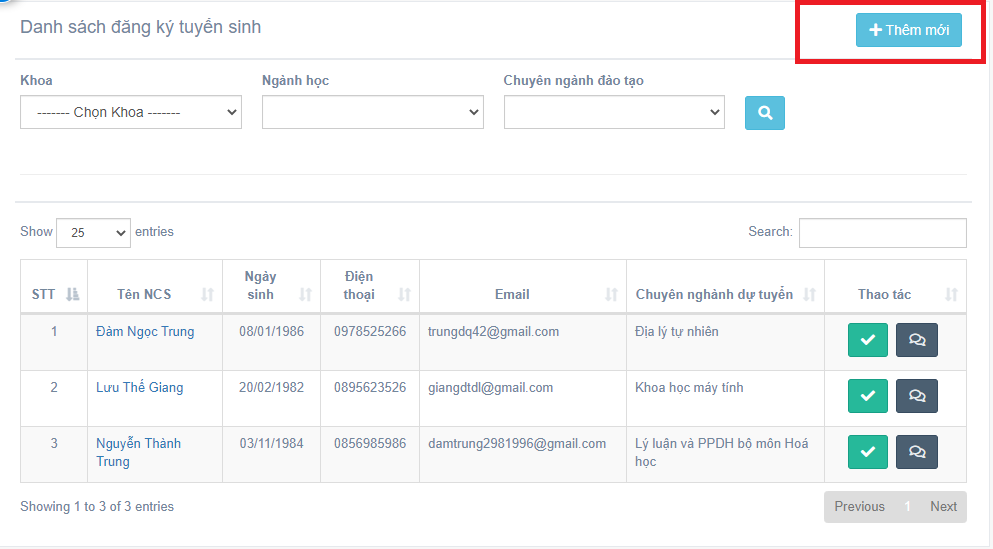 Danh sách đăng ký tuyển sinh
Thêm mới
Khoa Ngành học Chuyên ngành đào tạo
------- Chọn Khoa -------
Show 25 entries Search:
STT Tên NCS Ngày sinh Điện thoại Email Chuyên nghành dự tuyển Thao tác
1 Đàm Ngọc Trung 08/01/1986 0978525266 trungdq42@gmail.com Địa lý tự nhiên
2 Lưu Thế Giang 20/02/1982 0895623526 giangdtdl@gmail.com Khoa học máy tính
3 Nguyễn Thành 03/11/1984 0856985986 damtrung2981996@gmail.com Lý luận và PPDH bộ môn Hoá
Trung học
Showing 1 to 3 of 3 entries Previous 1 Next